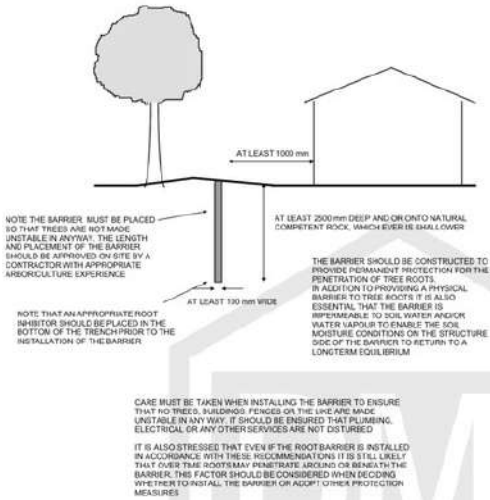 AT LEAST 1000 mm
NOTE THE BARRIER MUST BE PLACED
SO THAT TREES ARE NOT MADE
UNSTABLE IN ANYWAY. THE LENGTH
AND PLACEMENT OF THE BARRIER
SHOULD BE APPROVED ON SITE BY A
CONTRACTOR WITH APPROPRIATE
ARBORICULTURE EXPERIENCE
AT LEAST 2500 mm DEEP AND OR ONTO NATURAL
COMPETENT ROCK, WHICH EVER IS SHALLOWER
THE BARRIER SHOULD BE CONSTRUCTED TO
PROVIDE PERMANENT PROTECTION FOR THE
PENETRATION OF TREE ROOTS.
IN ADDITION TO PROVIDING A PHYSICAL
BARRIER TO TREE ROOTS IT IS ALSO
ESSENTIAL THAT THE BARRIER IS
IMPERMEABLE TO SOIL WATER AND/OR
WATER VAPOUR TO ENABLE THE SOIL
MOISTURE CONDITIONS ON THE STRUCTURE
SIDE OF THE BARRIER TO RETURN TO A
LONGTERM EQUILIBRIUM
AT LEAST 100 mm WIDE
NOTE THAT AN APPROPRIATE ROOT
INHIBITOR SHOULD BE PLACED IN THE
BOTTOM OF THE TRENCH PRIOR TO THE
INSTALLATION OF THE BARRIER
CARE MUST BE TAKEN WHEN INSTALLING THE BARRIER TO ENSURE
THAT NO TREES, BUILDINGS, FENCES OR THE LIKE ARE MADE
UNSTABLE IN ANY WAY. IT SHOULD BE ENSURED THAT PLUMBING,
ELECTRICAL OR ANY OTHER SERVICES ARE NOT DISTURBED
IT IS ALSO STRESSED THAT EVEN IF THE ROOT BARRIER IS INSTALLED
IN ACCORDANCE WITH THESE RECOMMENDATIONS IT IS STILL LIKELY
THAT OVER TIME ROOTS MAY PENETRATE AROUND OR BENEATH THE
BARRIER. THIS FACTOR SHOULD BE CONSIDERED WHEN DECIDING
WHETHER TO INSTALL THE BARRIER OR ADOPT OTHER PROTECTION
MEASURES